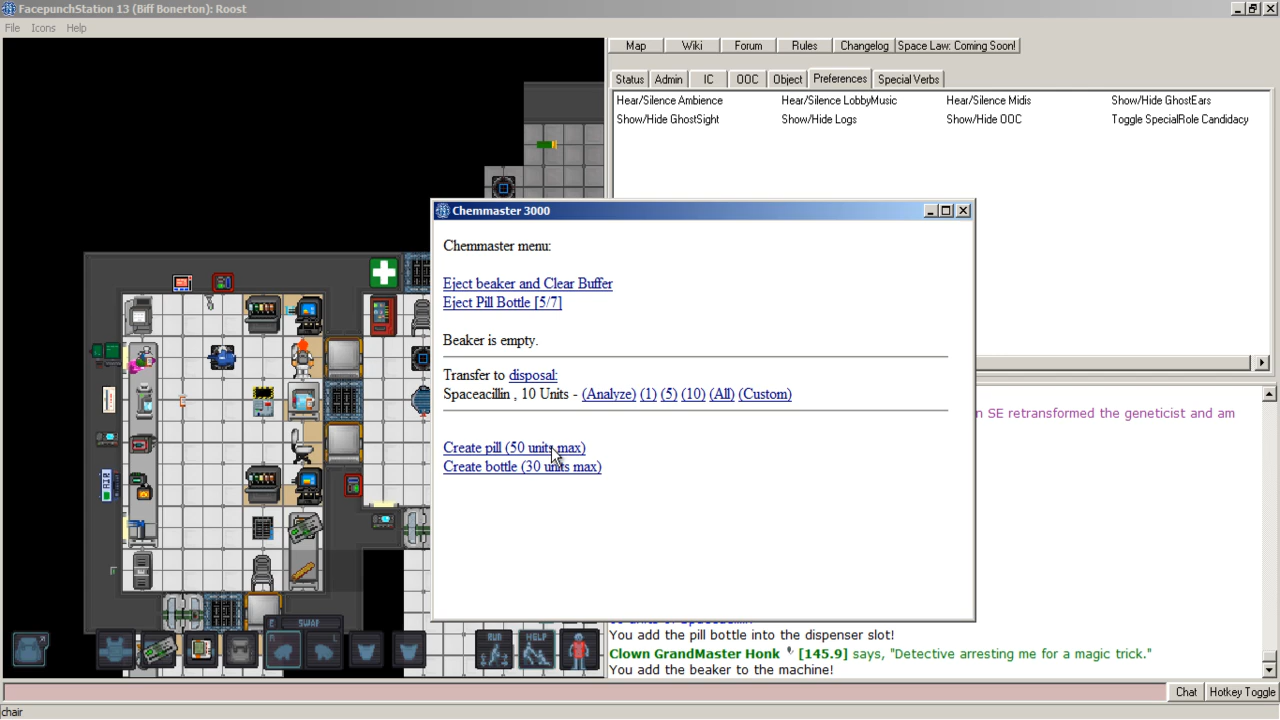 FacepunchStation 13 (Biff Bonerton): Roost
File Icons Help
Map Wiki Forum Rules Changelog Space Law: Coming Soon!
Status Admin IC OOC Object Preferences Special Verbs
Hear/Silence Ambience Hear/Silence LobbyMusic Hear/Silence Midis Show/Hide GhostEars
Show/Hide GhostSight Show/Hide Logs Show/Hide OOC Toggle SpecialRole Candidacy
Chemmaster 3000
Chemmaster menu:
Eject beaker and Clear Buffer
Eject Pill Bottle [5/7]
Beaker is empty.
Transfer to disposal:
Spaceacillin , 10 Units - (Analyze) (1) (5) (10) (All) (Custom)
Create pill (50 units max)
Create bottle (30 units max)
n SE retransformed the geneticist and am
You add the pill bottle into the dispenser slot!
Clown GrandMaster Honk [145.9] says, "Detective arresting me for a magic trick."
You add the beaker to the machine!
SWAP
RUN HELP
Chat Hotkey Toggle
chair